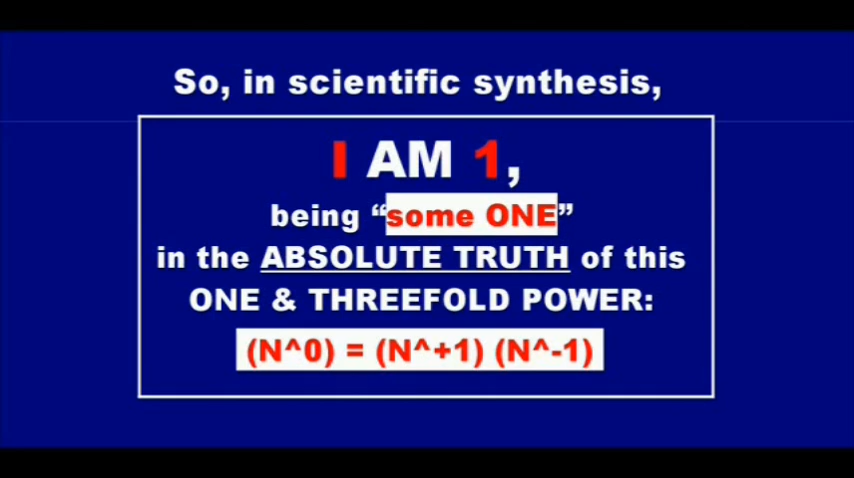 So, in scientific synthesis,
I AM 1,
being “some ONE”
in the ABSOLUTE TRUTH of this
ONE & THREEFOLD POWER:
(N^0) = (N^+1) (N^-1)